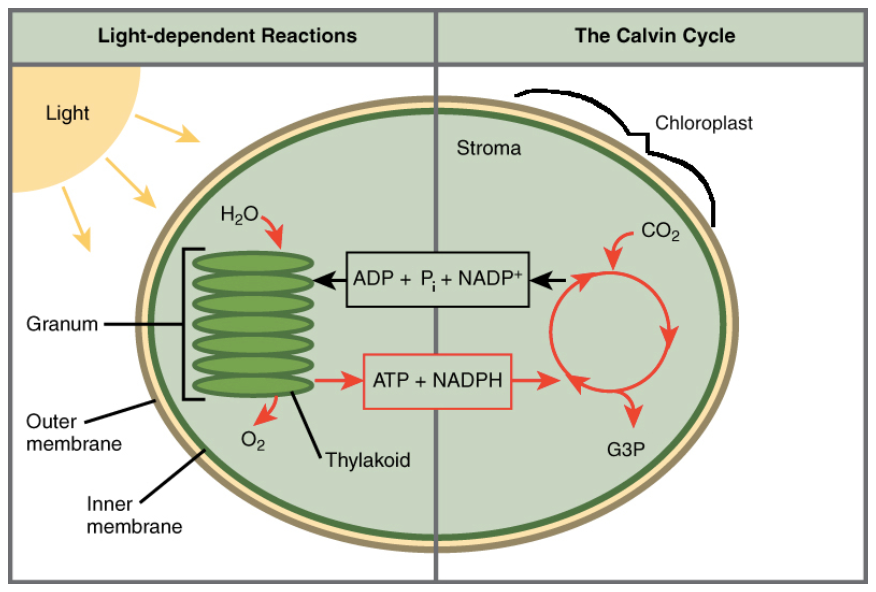 Light-dependent Reactions
The Calvin Cycle
Light
Chloroplast
Stroma
H₂O
CO₂
ADP + Pᵢ + NADP⁺
Granum
ATP + NADPH
Outer
membrane
O₂
Thylakoid
G3P
Inner
membrane